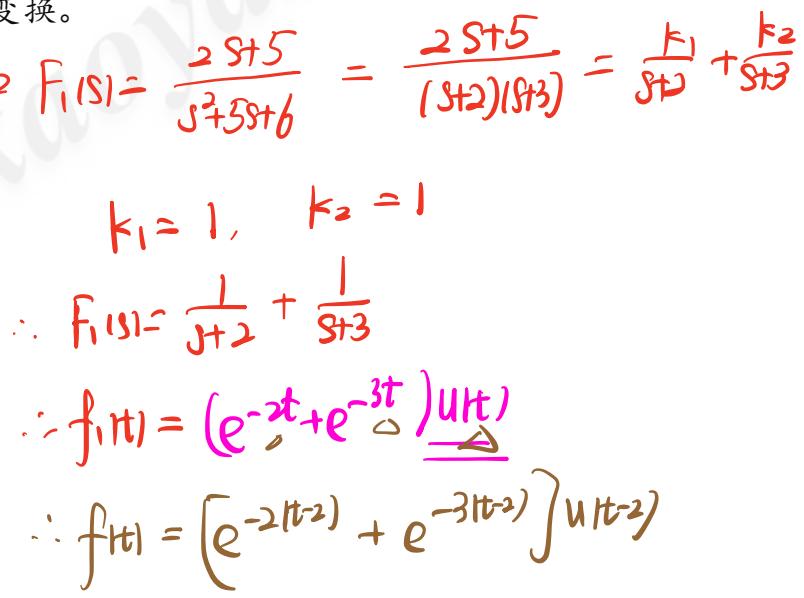 变换。
F₁(s) = (2s+5)/(s²+5s+6) = (2s+5)/((s+2)(s+3)) = k₁/(s+2) + k₂/(s+3)
k₁ = 1, k₂ = 1
∴ F₁(s) = 1/(s+2) + 1/(s+3)
∴ f₁(t) = (e^(-2t) + e^(-3t)) u(t)
∴ f(t) = [e^(-2(t-2)) + e^(-3(t-2))] u(t-2)